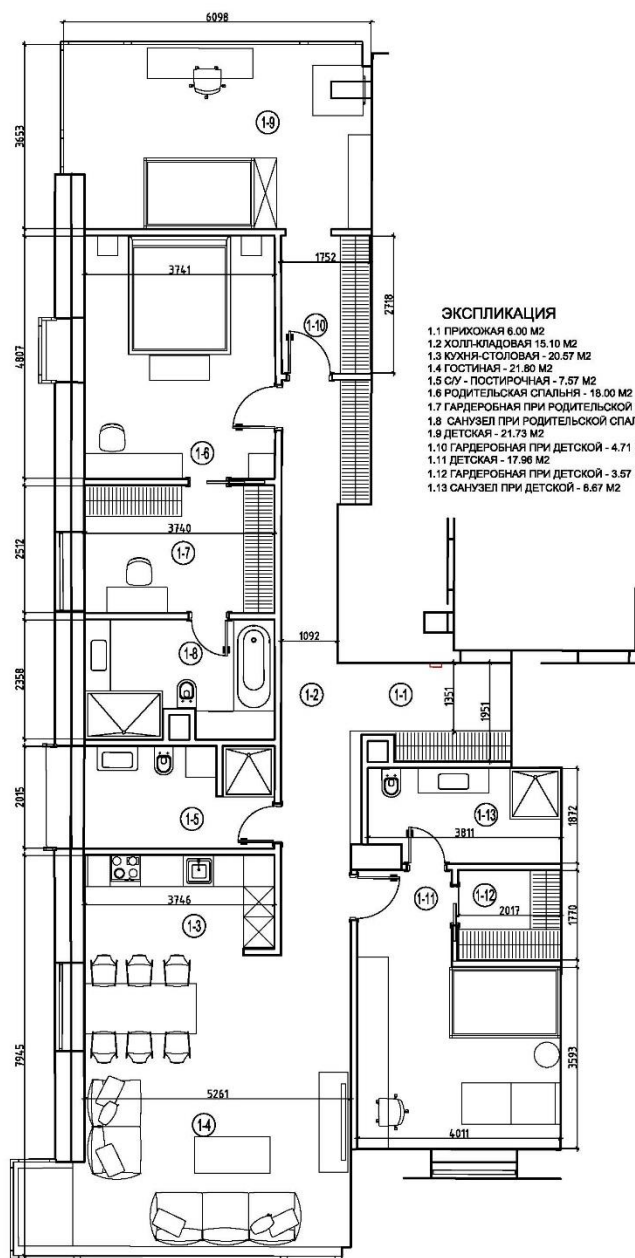 6098
3653
1-9
1752
3741
2718
1-10
4807
ЭКСПЛИКАЦИЯ
1.1 ПРИХОЖАЯ 6.00 М2
1.2 ХОЛЛ-КЛАДОВАЯ 15.10 М2
1.3 КУХНЯ-СТОЛОВАЯ - 20.57 М2
1.4 ГОСТИНАЯ - 21.80 М2
1.5 С/У - ПОСТИРОЧНАЯ - 7.57 М2
1.6 РОДИТЕЛЬСКАЯ СПАЛЬНЯ - 18.00 М2
1.7 ГАРДЕРОБНАЯ ПРИ РОДИТЕЛЬСКОЙ
1.8 САНУЗЕЛ ПРИ РОДИТЕЛЬСКОЙ СПАЛ
1.9 ДЕТСКАЯ - 21.73 М2
1.10 ГАРДЕРОБНАЯ ПРИ ДЕТСКОЙ - 4.71
1.11 ДЕТСКАЯ - 17.96 М2
1.12 ГАРДЕРОБНАЯ ПРИ ДЕТСКОЙ - 3.57
1.13 САНУЗЕЛ ПРИ ДЕТСКОЙ - 6.67 М2
1-6
3740
2512
1-7
1092
2358
1-8
1-2
1-1
1351
1951
2015
1-5
1-13
3811
1872
3746
1-3
1-11
1-12
2017
1770
7945
3593
5261
1-4
4011